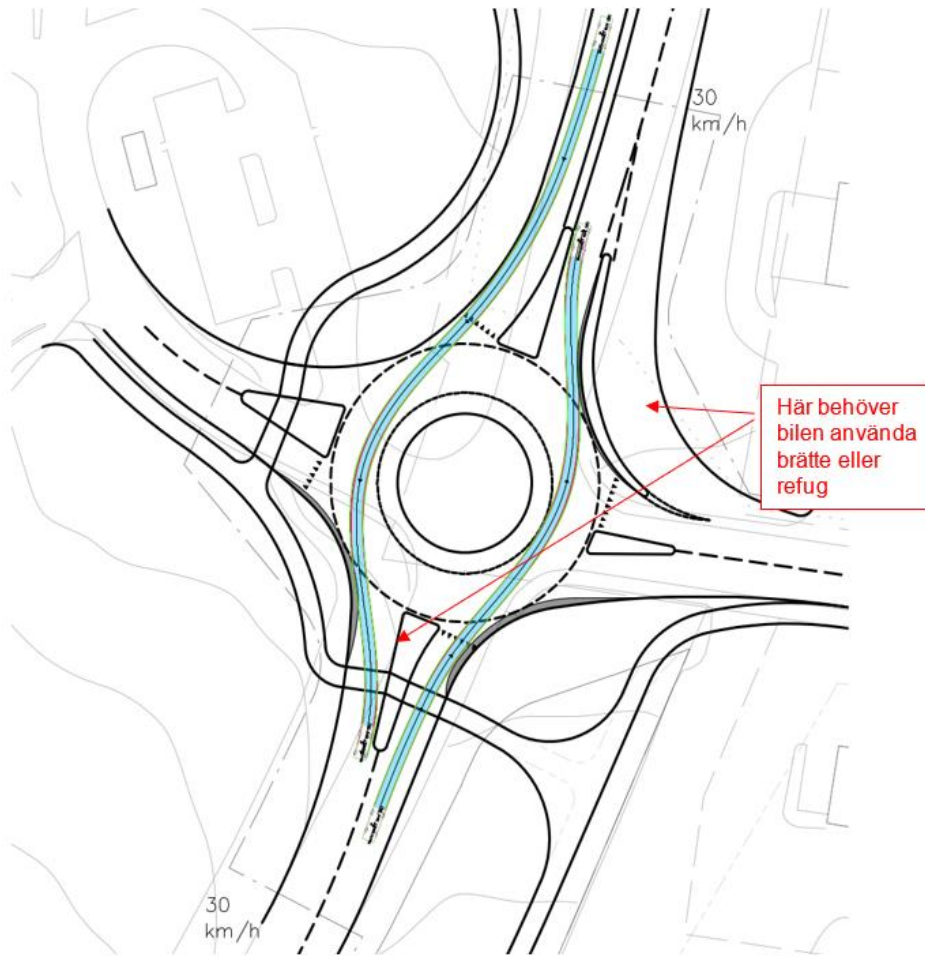 30
km/h
Här behöver
bilen använda
brätte eller
refug
30
km/h